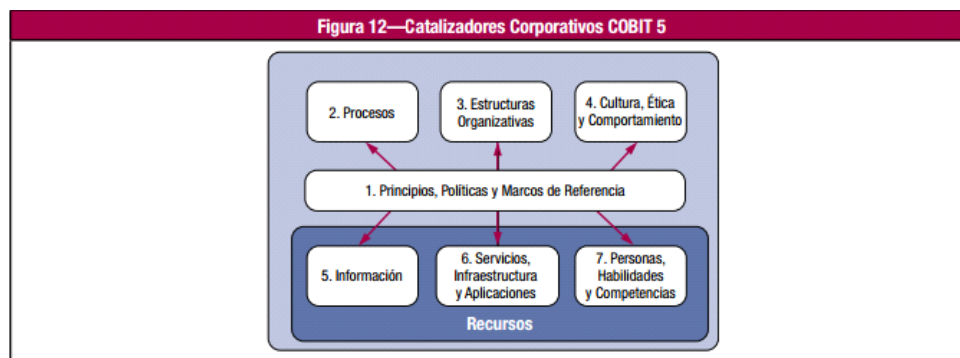 Figura 12—Catalizadores Corporativos COBIT 5
2. Procesos
3. Estructuras
Organizativas
4. Cultura, Ética
y Comportamiento
1. Principios, Políticas y Marcos de Referencia
5. Información
6. Servicios,
Infraestructura
y Aplicaciones
7. Personas,
Habilidades
y Competencias
Recursos